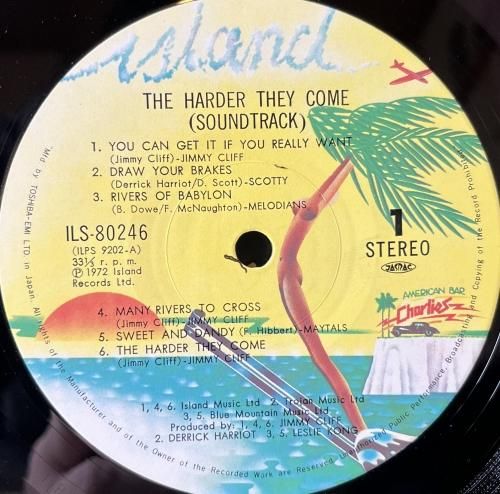 island
THE HARDER THEY COME
(SOUNDTRACK)
1. YOU CAN GET IT IF YOU REALLY WANT
(Jimmy Cliff)-JIMMY CLIFF
2. DRAW YOUR BRAKES
(Derrick Harriot/D. Scott)-SCOTTY
3. RIVERS OF BABYLON
(B. Dowe/F. McNaughton)-MELODIANS
ILS-80246
(ILPS 9202-A)
33⅓ r. p. m.
Ⓟ 1972 Island
Records Ltd.
1
STEREO
JASRAC
AMERICAN BAR
Charlies
4. MANY RIVERS TO CROSS
(Jimmy Cliff)-JIMMY CLIFF
5. SWEET AND DANDY (F. Hibbert)-MAYTALS
6. THE HARDER THEY COME
(Jimmy Cliff)-JIMMY CLIFF
1, 4, 6. Island Music Ltd 2. Trojan Music Ltd
3, 5. Blue Mountain Music Ltd.
Produced by: 1, 4, 6. JIMMY CLIFF
2. DERRICK HARRIOT 3, 5. LESLIE KONG
Mfd by TOSHIBA-EMI LTD. in Japan. All rights of the Manufacturer and of the Owner of the Recorded Work are Reserved. Unauthorized Public Performance, Broadcasting and Copying of the Record Prohibited